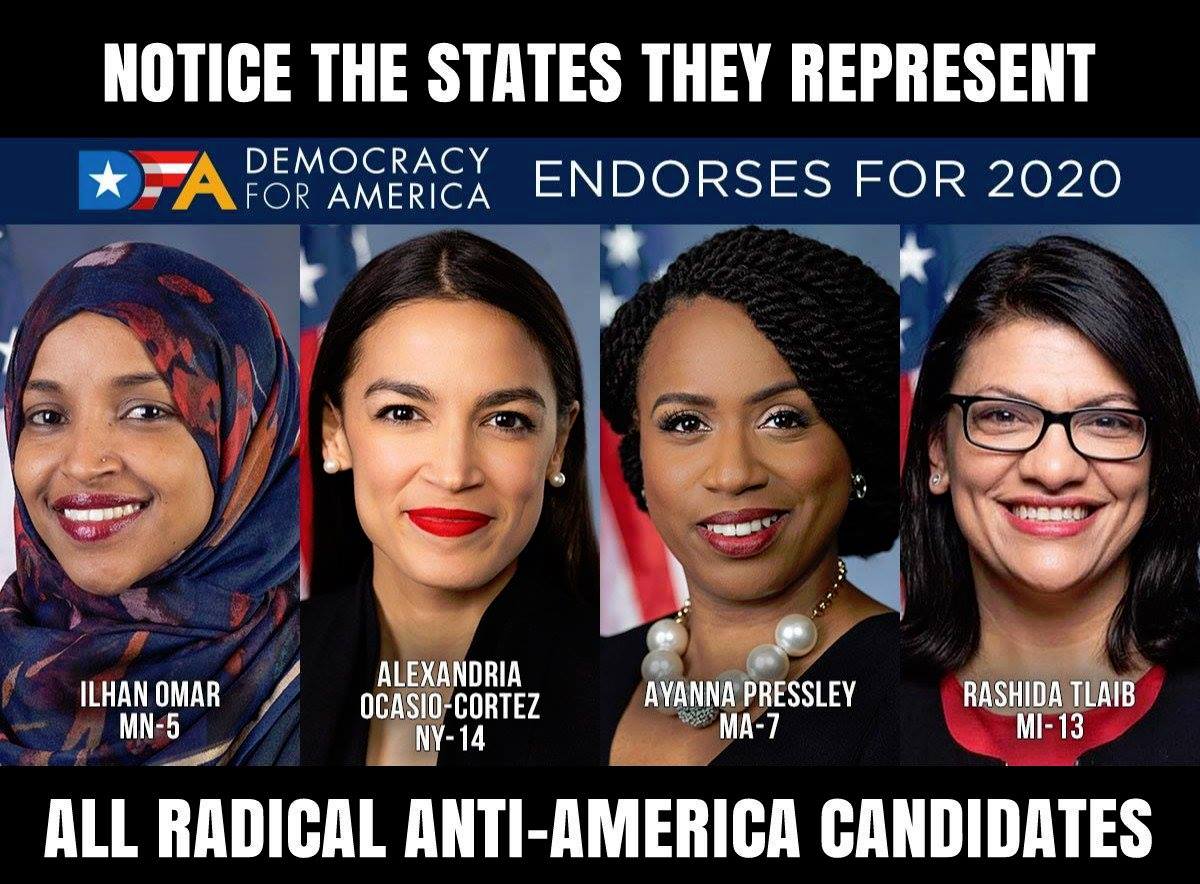 NOTICE THE STATES THEY REPRESENT
DFA DEMOCRACY FOR AMERICA ENDORSES FOR 2020
ILHAN OMAR
MN-5
ALEXANDRIA
OCASIO-CORTEZ
NY-14
AYANNA PRESSLEY
MA-7
RASHIDA TLAIB
MI-13
ALL RADICAL ANTI-AMERICA CANDIDATES